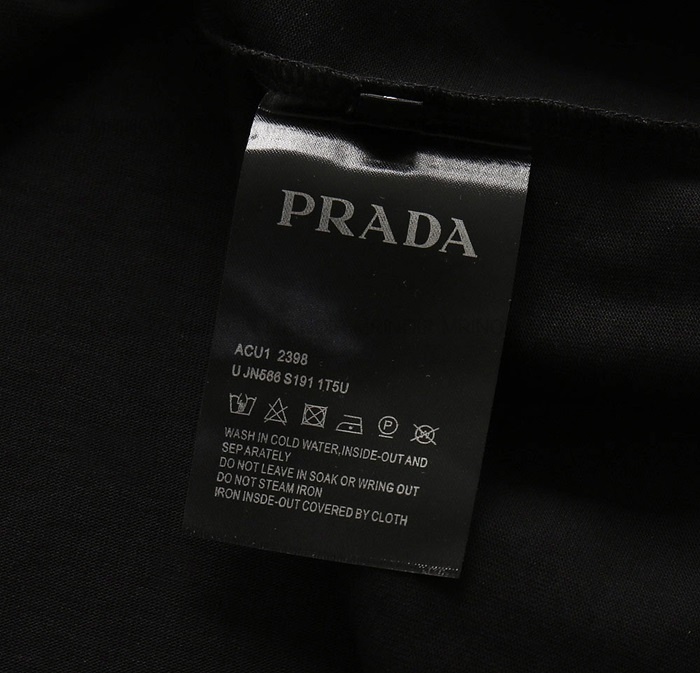 PRADA
ACU1 2398
UJN566 S191 1T5U
P
WASH IN COLD WATER,INSIDE-OUT AND
SEP ARATELY
DO NOT LEAVE IN SOAK OR WRING OUT
DO NOT STEAM IRON
IRON INSDE-OUT COVERED BY CLOTH